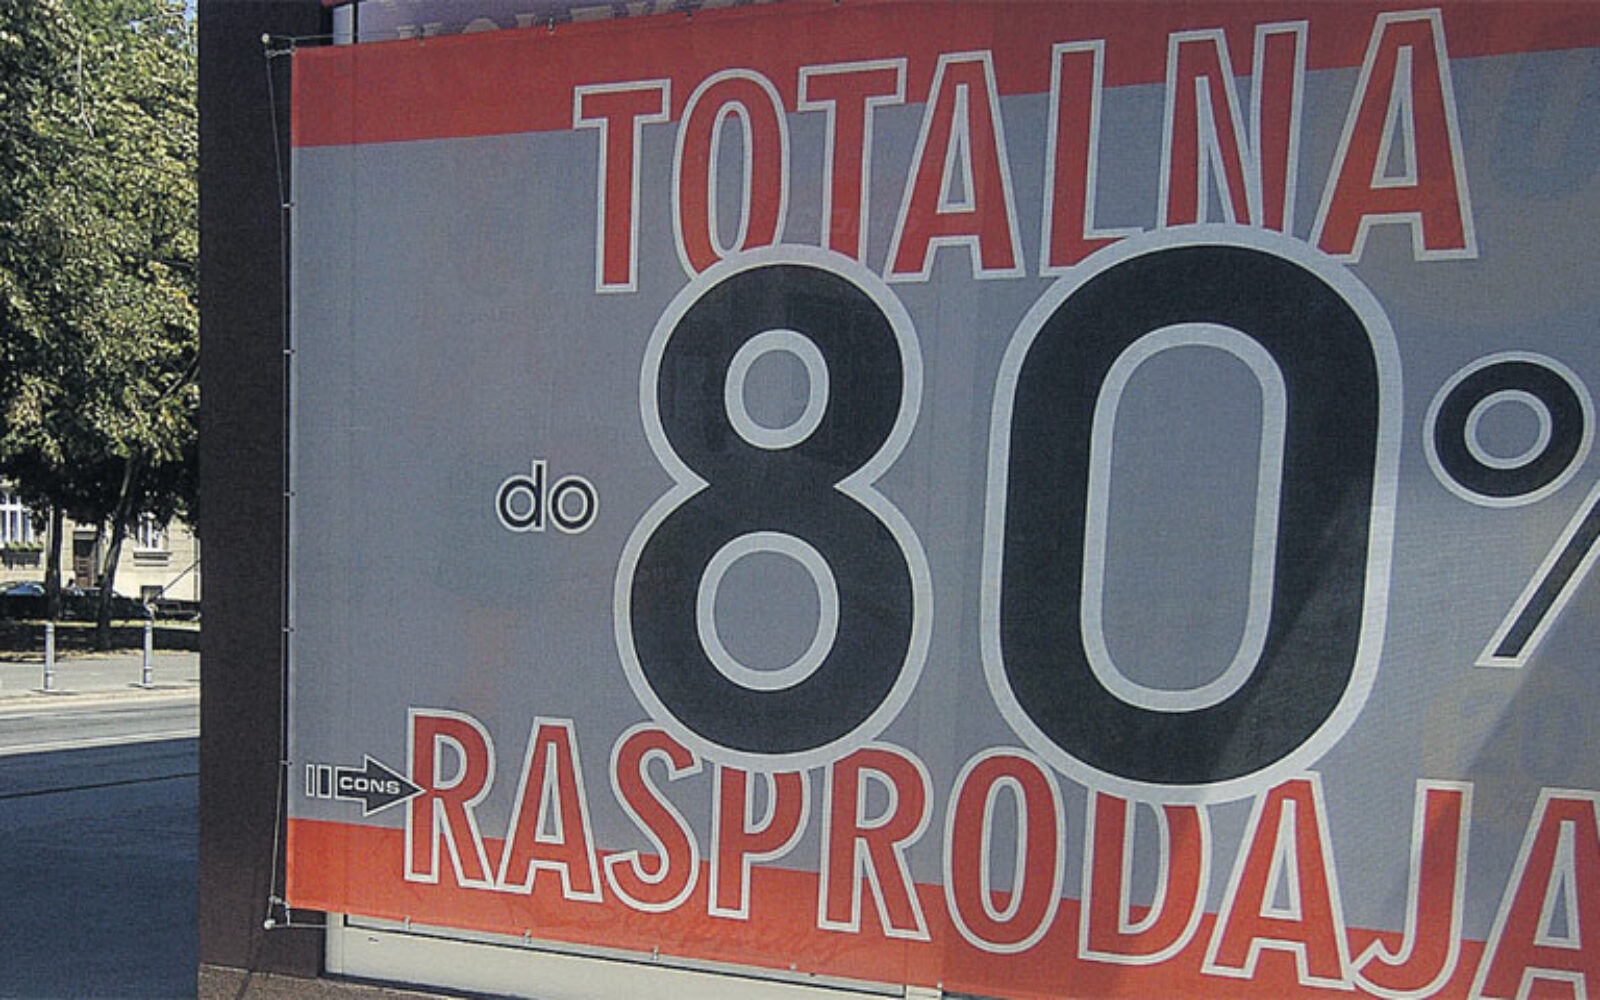 TOTALNA
do 80%
CONS
RASPRODAJA